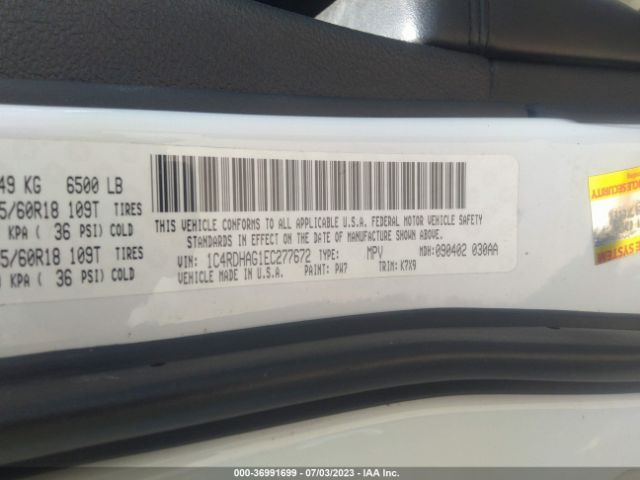 49 KG 6500 LB
5/60R18 109T TIRES
KPA ( 36 PSI) COLD
5/60R18 109T TIRES
KPA ( 36 PSI) COLD
THIS VEHICLE CONFORMS TO ALL APPLICABLE U.S.A. FEDERAL MOTOR VEHICLE SAFETY
STANDARDS IN EFFECT ON THE DATE OF MANUFACTURE SHOWN ABOVE.
VIN: 1C4RDHAG1EC277672 TYPE: MPV MDH: 090402 030AA
VEHICLE MADE IN U.S.A. PAINT: PW7 TRIM: K7X9
SYSTEM
© 0-36991699 - 07/03/2023 - IAA Inc.